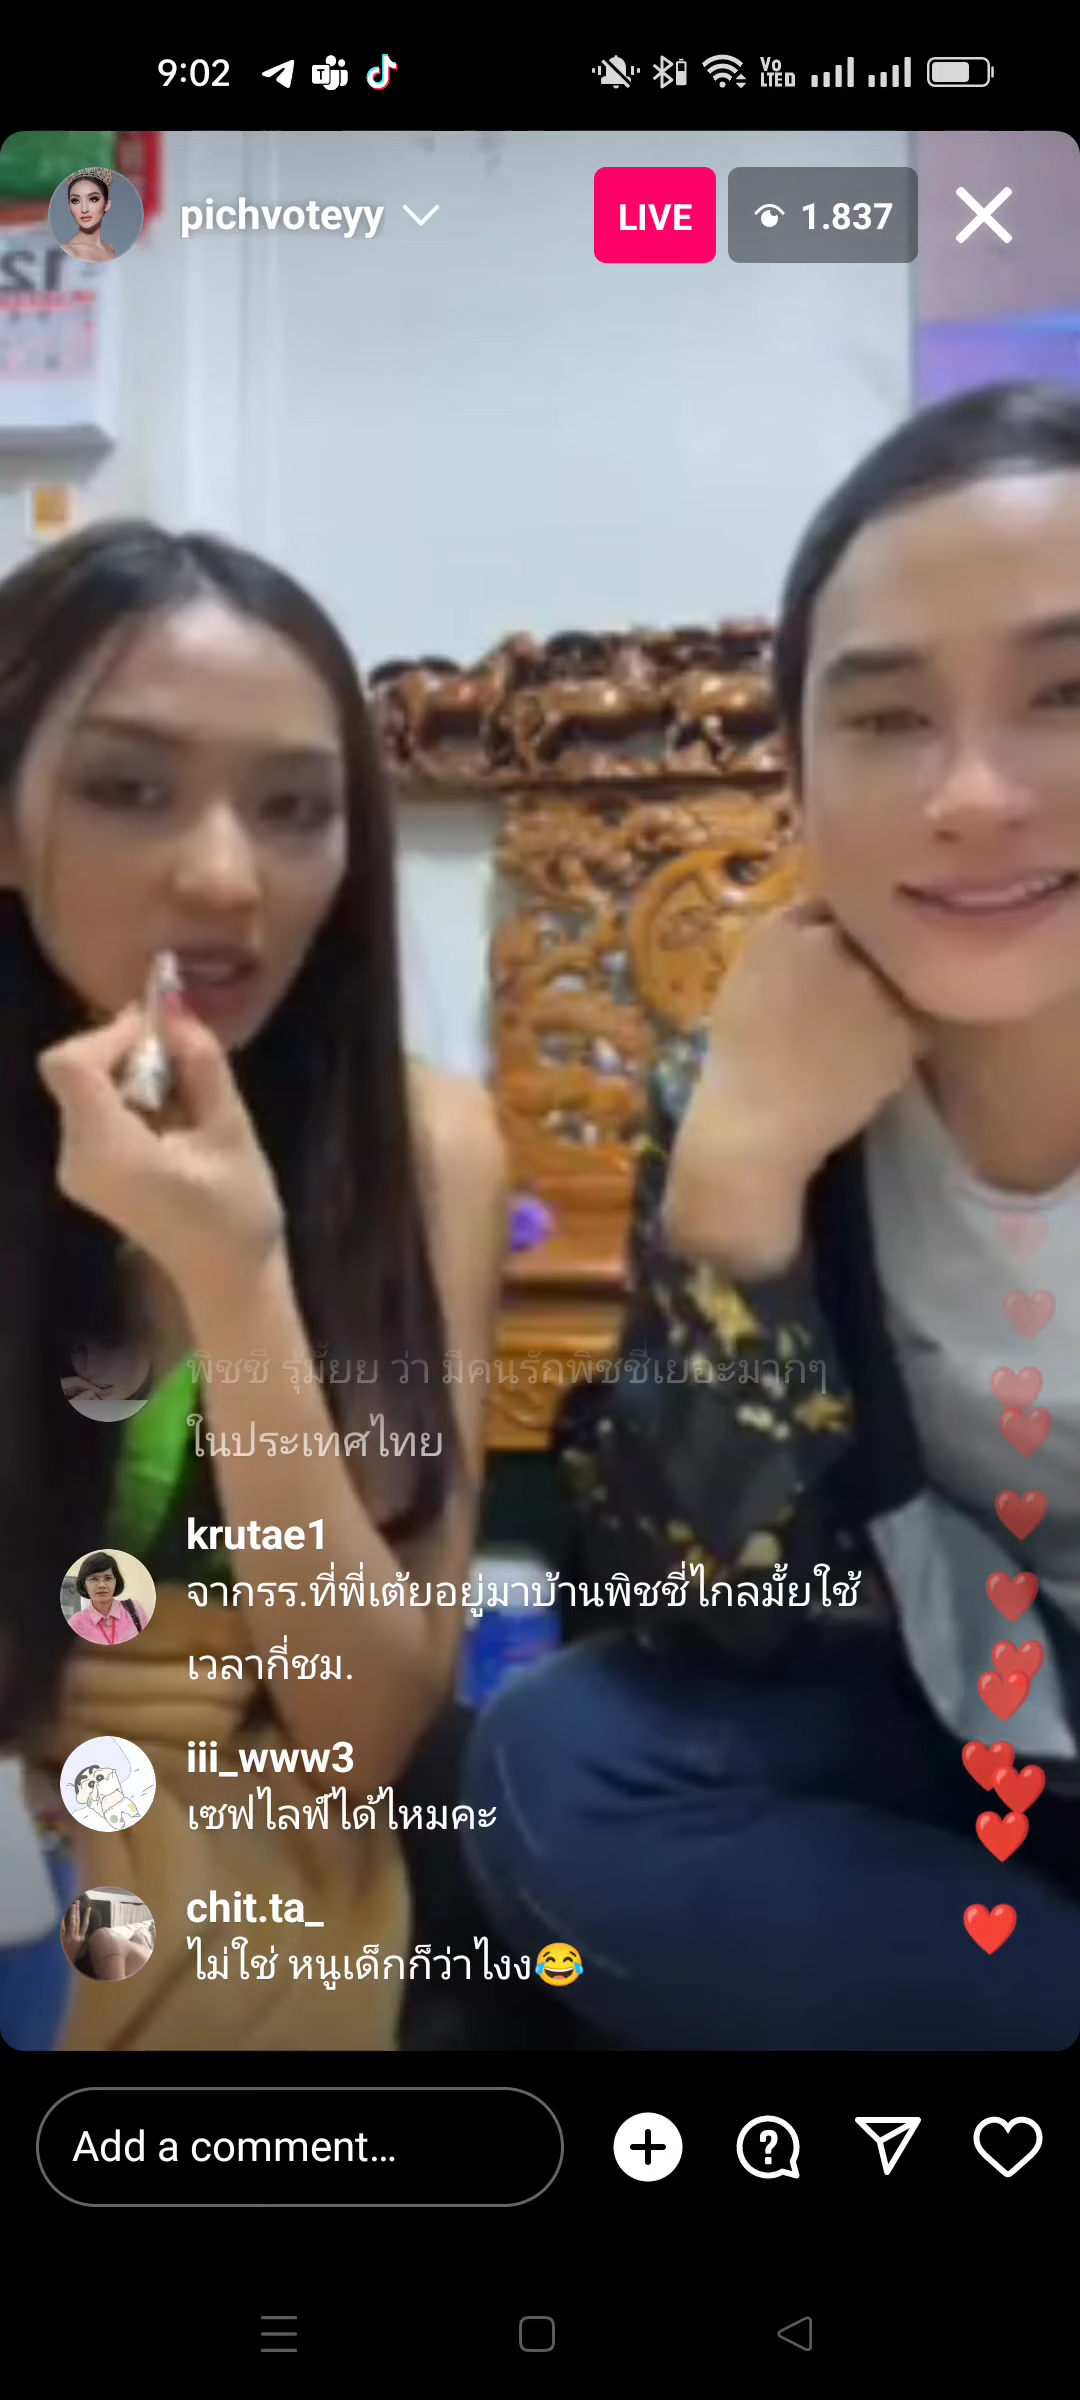 9:02
Vo
LTE
pichvoteyy
LIVE
1.837
12
พิชชี่ รู้มั้ยย ว่า มีคนรักพิชชี่เยอะมากๆ
ในประเทศไทย
krutae1
จากรร.ที่พี่เต้ยอยู่มาบ้านพิชชี่ไกลมั้ยใช้
เวลากี่ชม.
iii_www3
เซฟไลฟ์ได้ไหมคะ
chit.ta_
ไม่ใช่ หนูเด็กก็ว่าไงง😂
Add a comment...